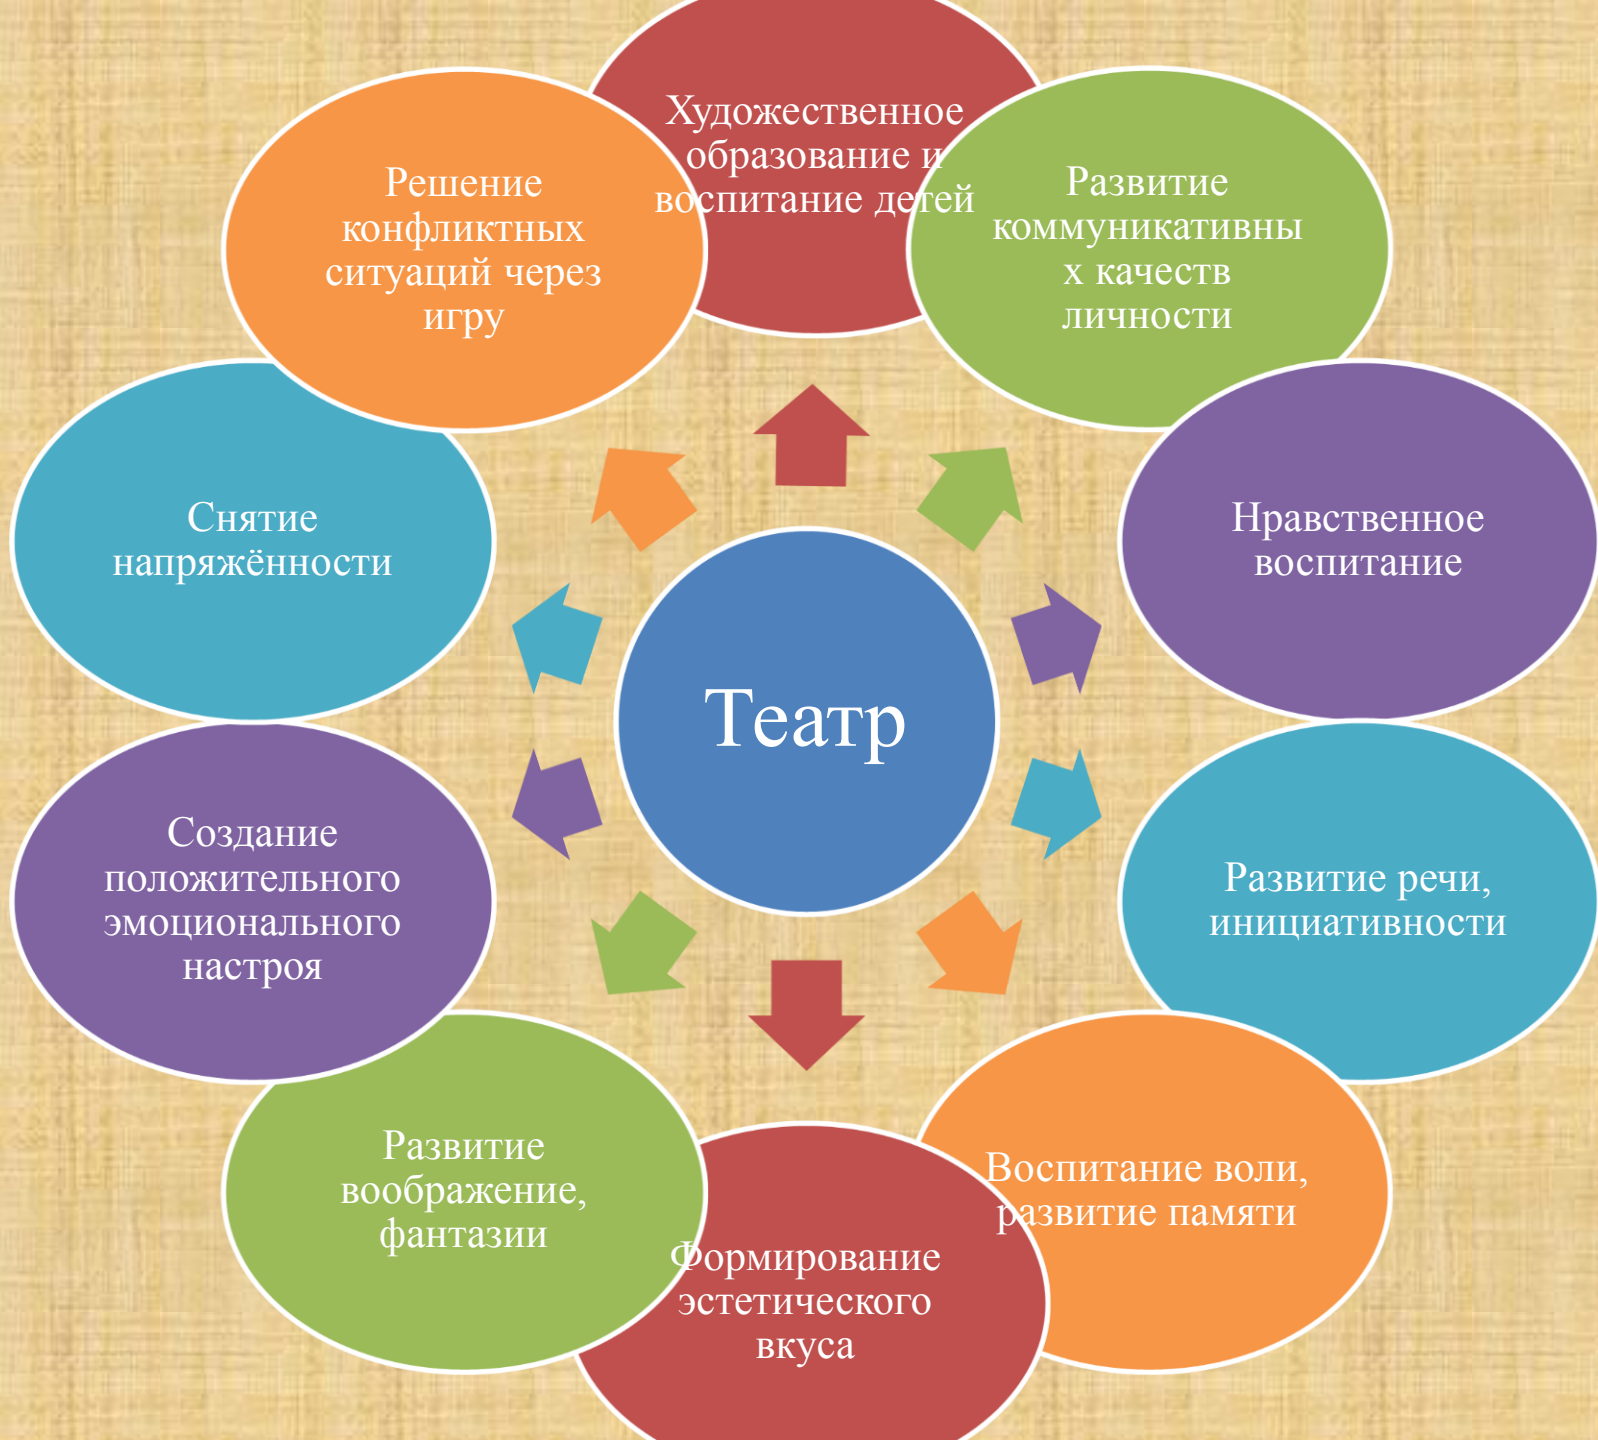 Художественное
образование и
воспитание детей
Развитие
коммуникативны
х качеств
личности
Нравственное
воспитание
Развитие речи,
инициативности
Воспитание воли,
развитие памяти
Формирование
эстетического
вкуса
Развитие
воображение,
фантазии
Создание
положительного
эмоционального
настроя
Снятие
напряжённости
Решение
конфликтных
ситуаций через
игру
Театр